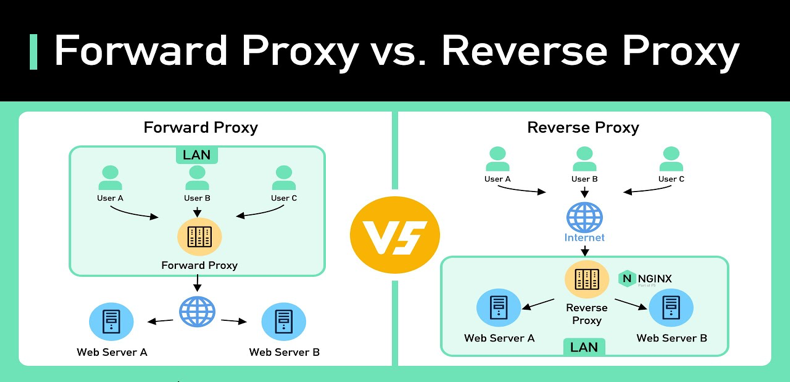 Forward Proxy vs. Reverse Proxy
Forward Proxy
LAN
User A
User B
User C
Forward Proxy
Web Server A
Web Server B
VS
Reverse Proxy
User A
User B
User C
Internet
N NGINX
Reverse
Proxy
Web Server A
Web Server B
LAN